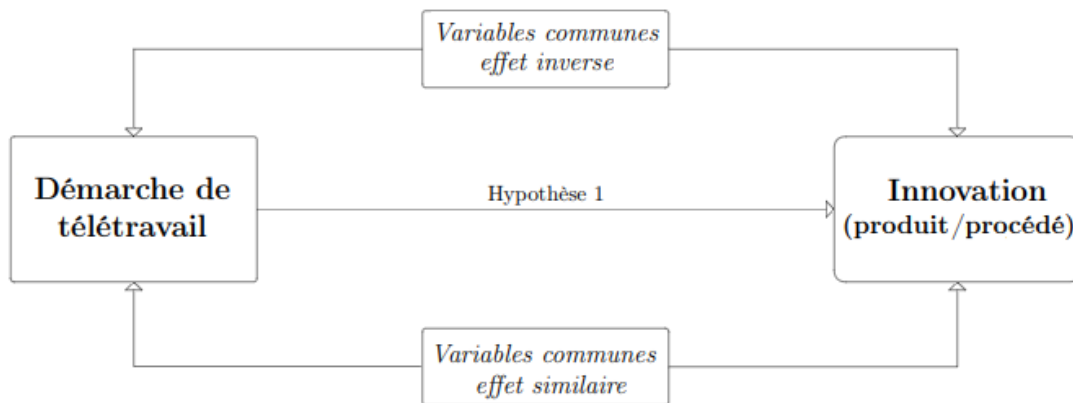 Variables communes
effet inverse
Démarche de
télétravail
Hypothèse 1
Innovation
(produit/procédé)
Variables communes
effet similaire